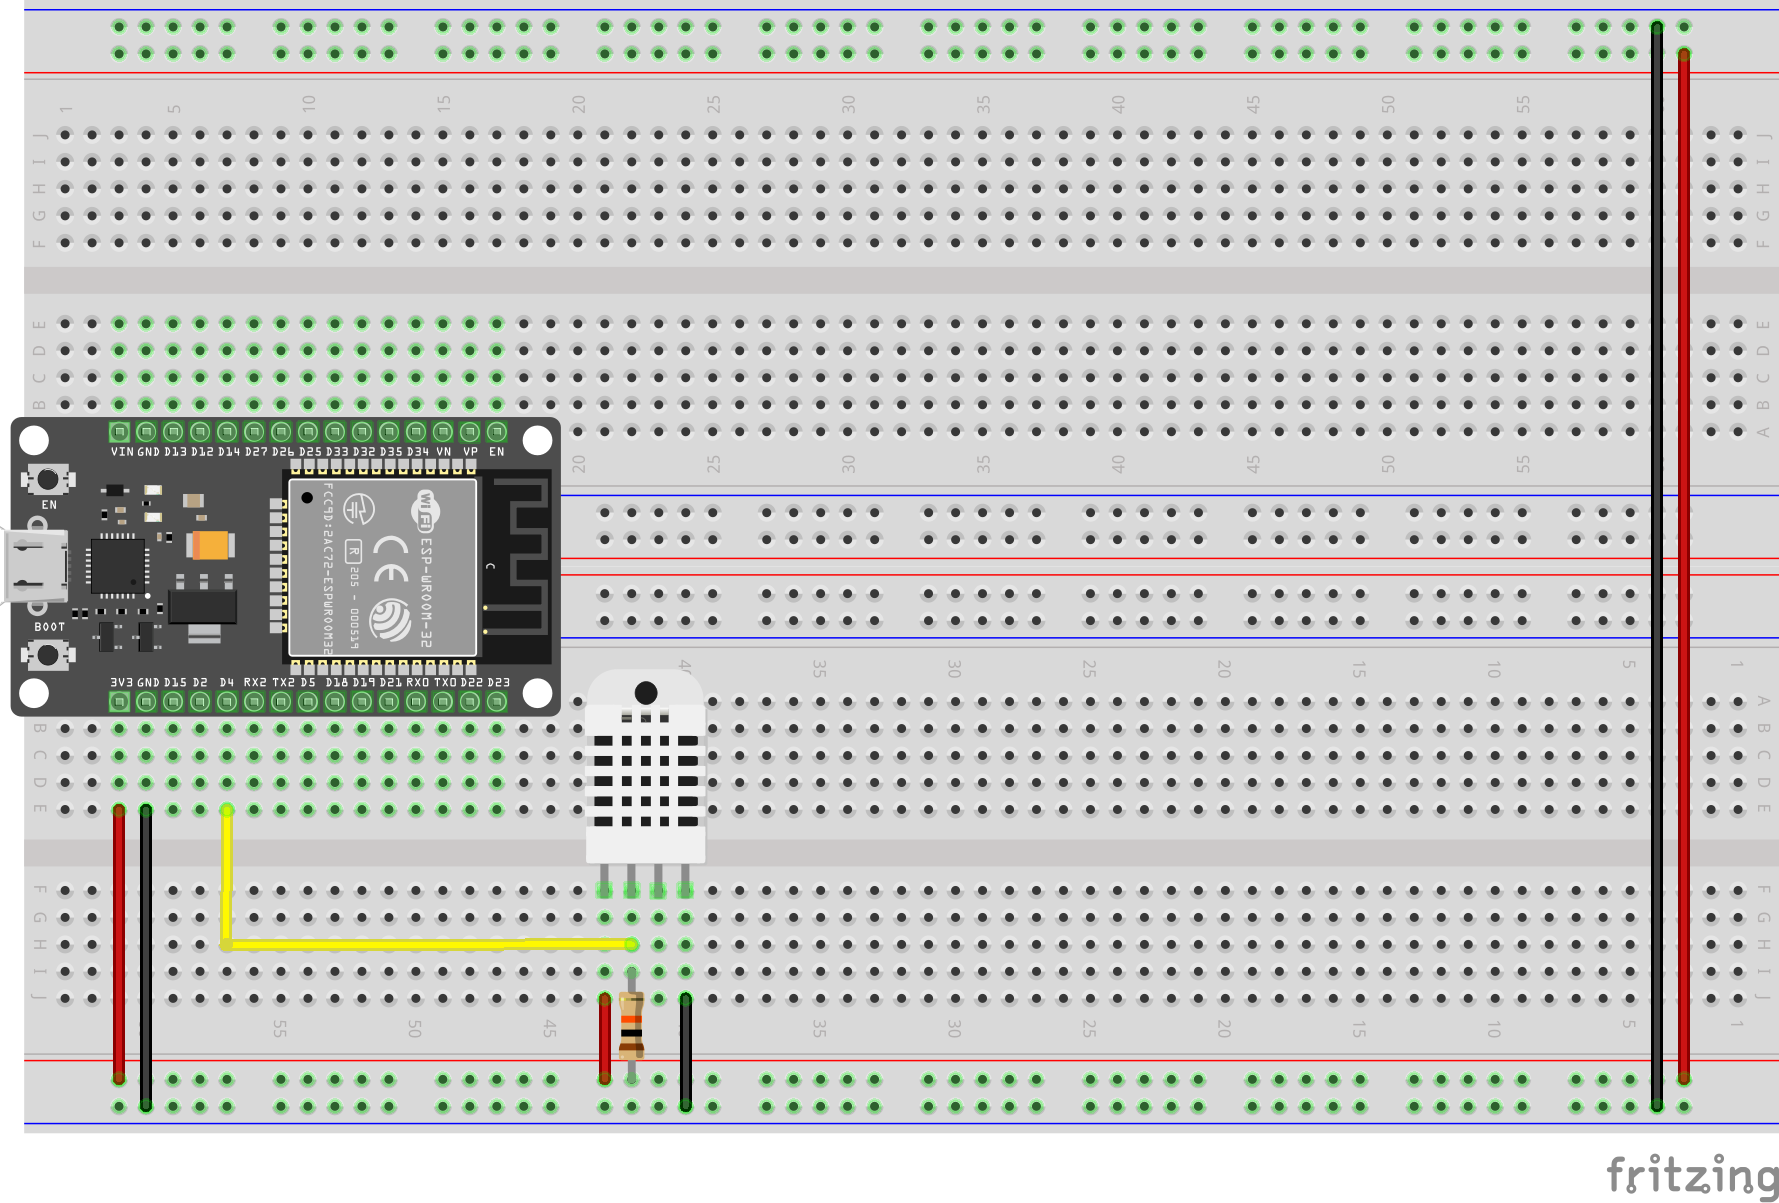 1 5 10 15 20 25 30 35 40 45 50 55
J J
I I
H H
G G
F F
E E
D D
C C
B B
A
VIN GND D13 D12 D14 D27 D26 D25 D33 D32 D35 D34 VN VP EN
20 25 30 35 40 45 50 55
EN
WiFi
ESP-WROOM-32
CE
R
205 - 000519
FCC9D:2AC72-ESPWROOM32
C
BOOT
35 30 25 20 15 10 5 1
3V3 GND D15 D2 D4 RX2 TX2 D5 D18 D19 D21 RX0 TX0 D22 D23
A
B B
C C
D D
E E
F F
G G
H H
I I
J J
55 50 45 35 30 25 20 15 10 5 1
fritzing